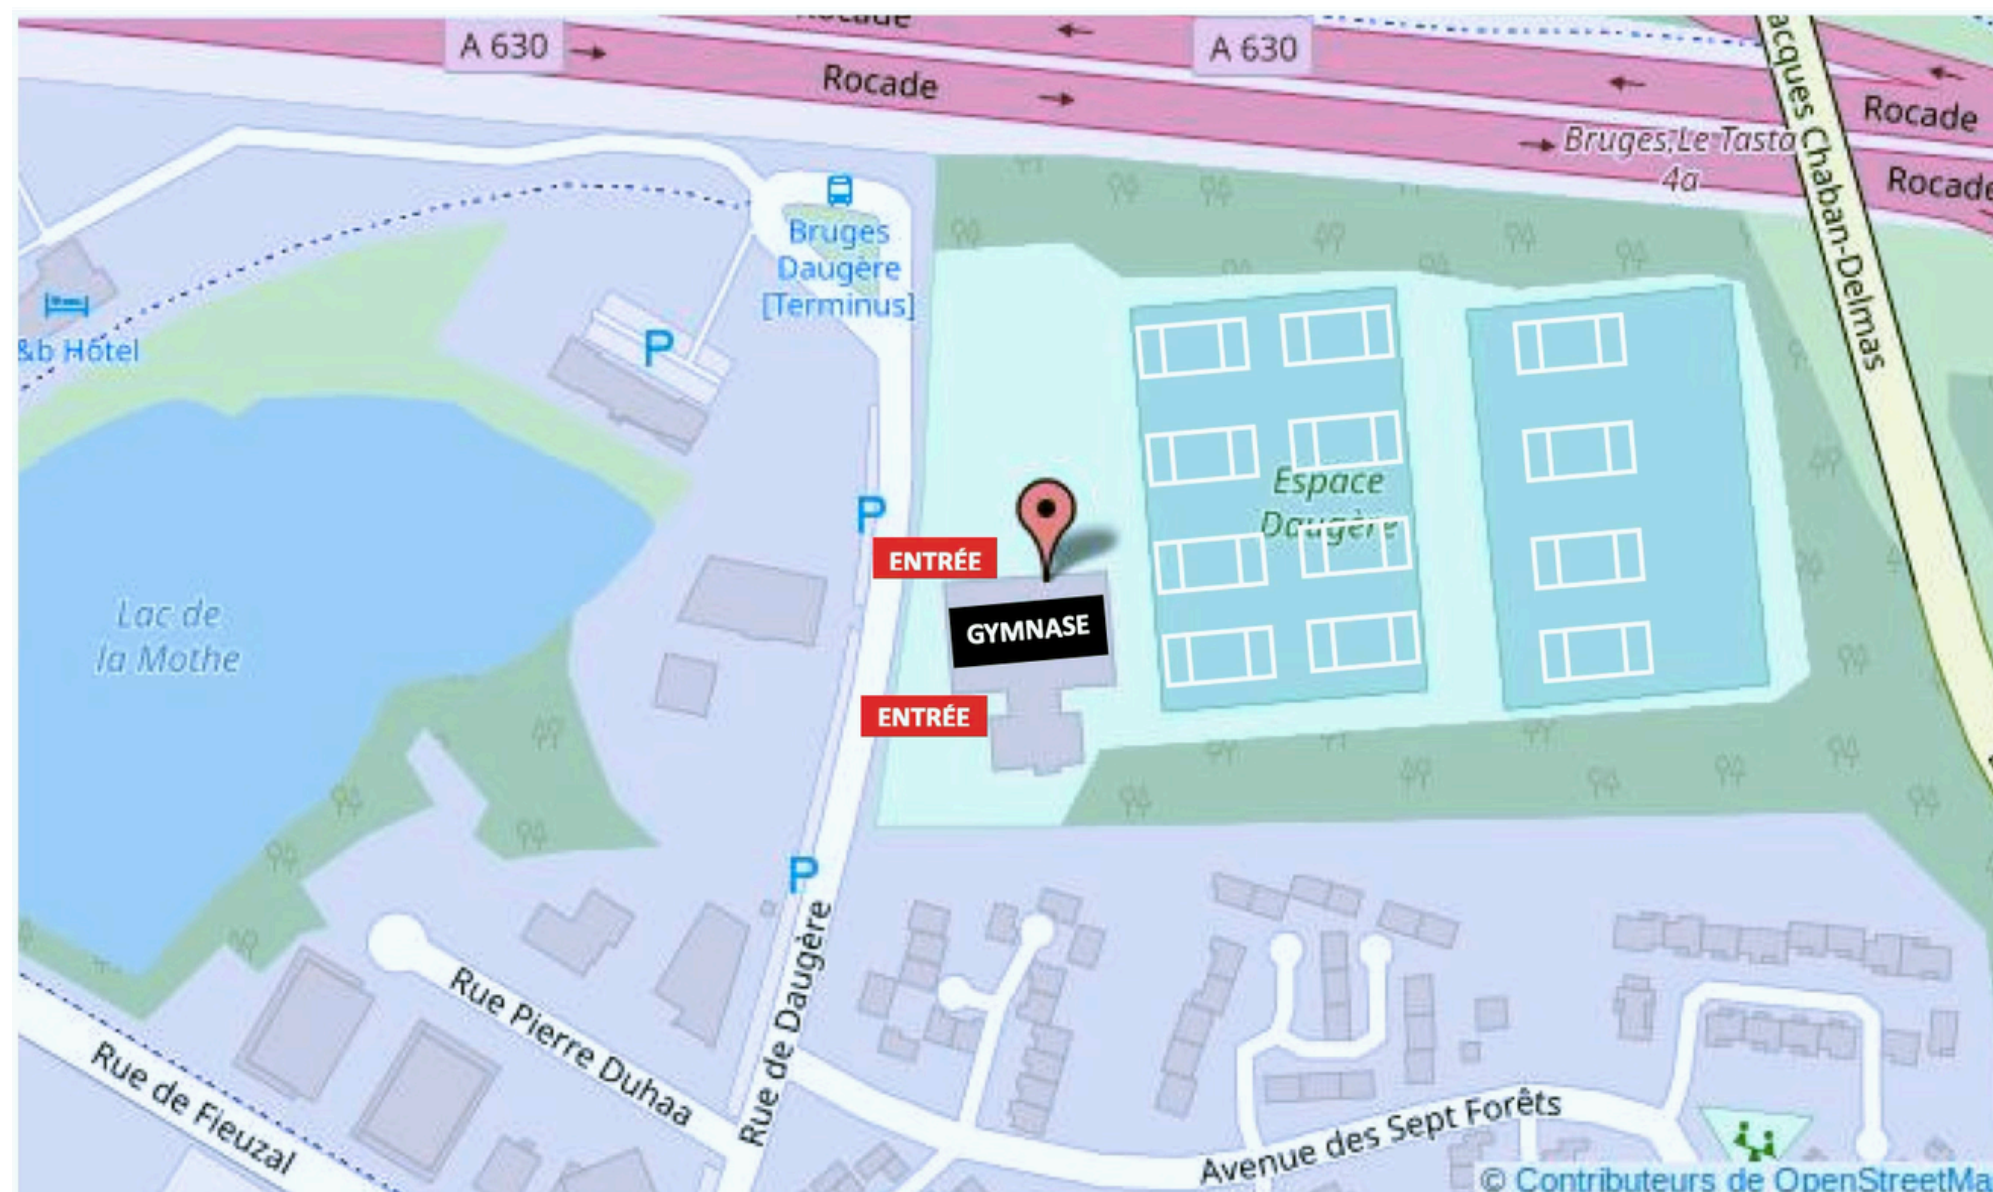 Rocade
A 630
A 630
Rocade
Rocade
Bruges, Le Tasta
4a
Rocade
acques Chaban-Delmas
Bruges
Daugère
[Terminus]
&b Hôtel
P
P
Espace
Daugère
ENTRÉE
GYMNASE
Lac de
la Mothe
ENTRÉE
P
Rue de Daugère
Rue Pierre Duhaa
Rue de Fieuzal
Avenue des Sept Forêts
© Contributeurs de OpenStreetMa